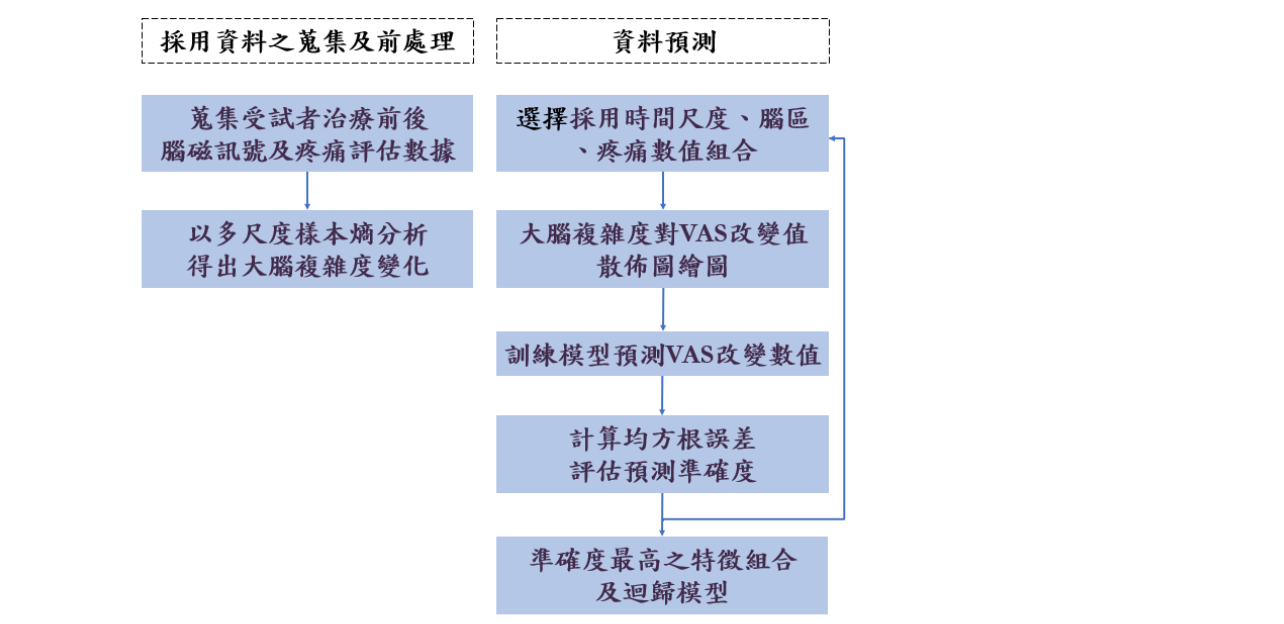 採用資料之蒐集及前處理
蒐集受試者治療前後
腦磁訊號及疼痛評估數據
以多尺度樣本熵分析
得出大腦複雜度變化
資料預測
選擇採用時間尺度、腦區
、疼痛數值組合
大腦複雜度對VAS改變值
散佈圖繪圖
訓練模型預測VAS改變數值
計算均方根誤差
評估預測準確度
準確度最高之特徵組合
及迴歸模型